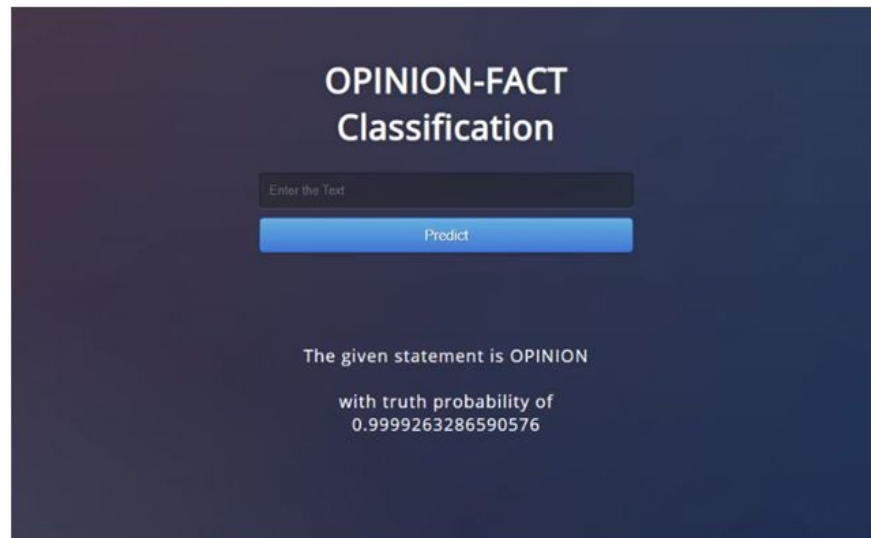 OPINION-FACT
Classification
Enter the Text
Predict
The given statement is OPINION
with truth probability of
0.9999263286590576